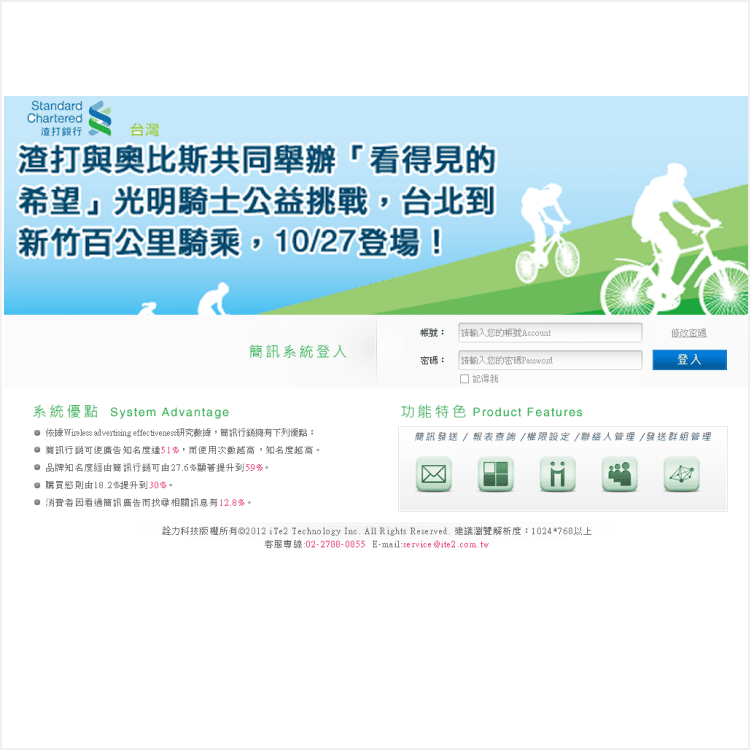 Standard
Chartered
渣打銀行
台灣
渣打與奧比斯共同舉辦「看得見的
希望」光明騎士公益挑戰，台北到
新竹百公里騎乘，10/27登場！
簡訊系統登入
帳號：
請輸入您的帳號Account
修改密碼
密碼：
請輸入您的密碼Password
登入
記得我
系統優點 System Advantage
依據Wireless advertising effectiveness研究數據，簡訊行銷擁有下列優點：
簡訊行銷可使廣告知名度達51%，而使用次數越高，知名度越高。
品牌知名度經由簡訊行銷可由27.6%顯著提升到59%。
購買慾則由18.2%提升到30%。
消費者因看過簡訊廣告而找尋相關訊息有12.8%。
功能特色 Product Features
簡訊發送 / 報表查詢 /權限設定 /聯絡人管理 /發送群組管理
詮力科技版權所有©2012 iTe2 Technology Inc. All Rights Reserved. 建議瀏覽解析度：1024*768以上
客服專線:02-2788-0855 E-mail:service@ite2.com.tw